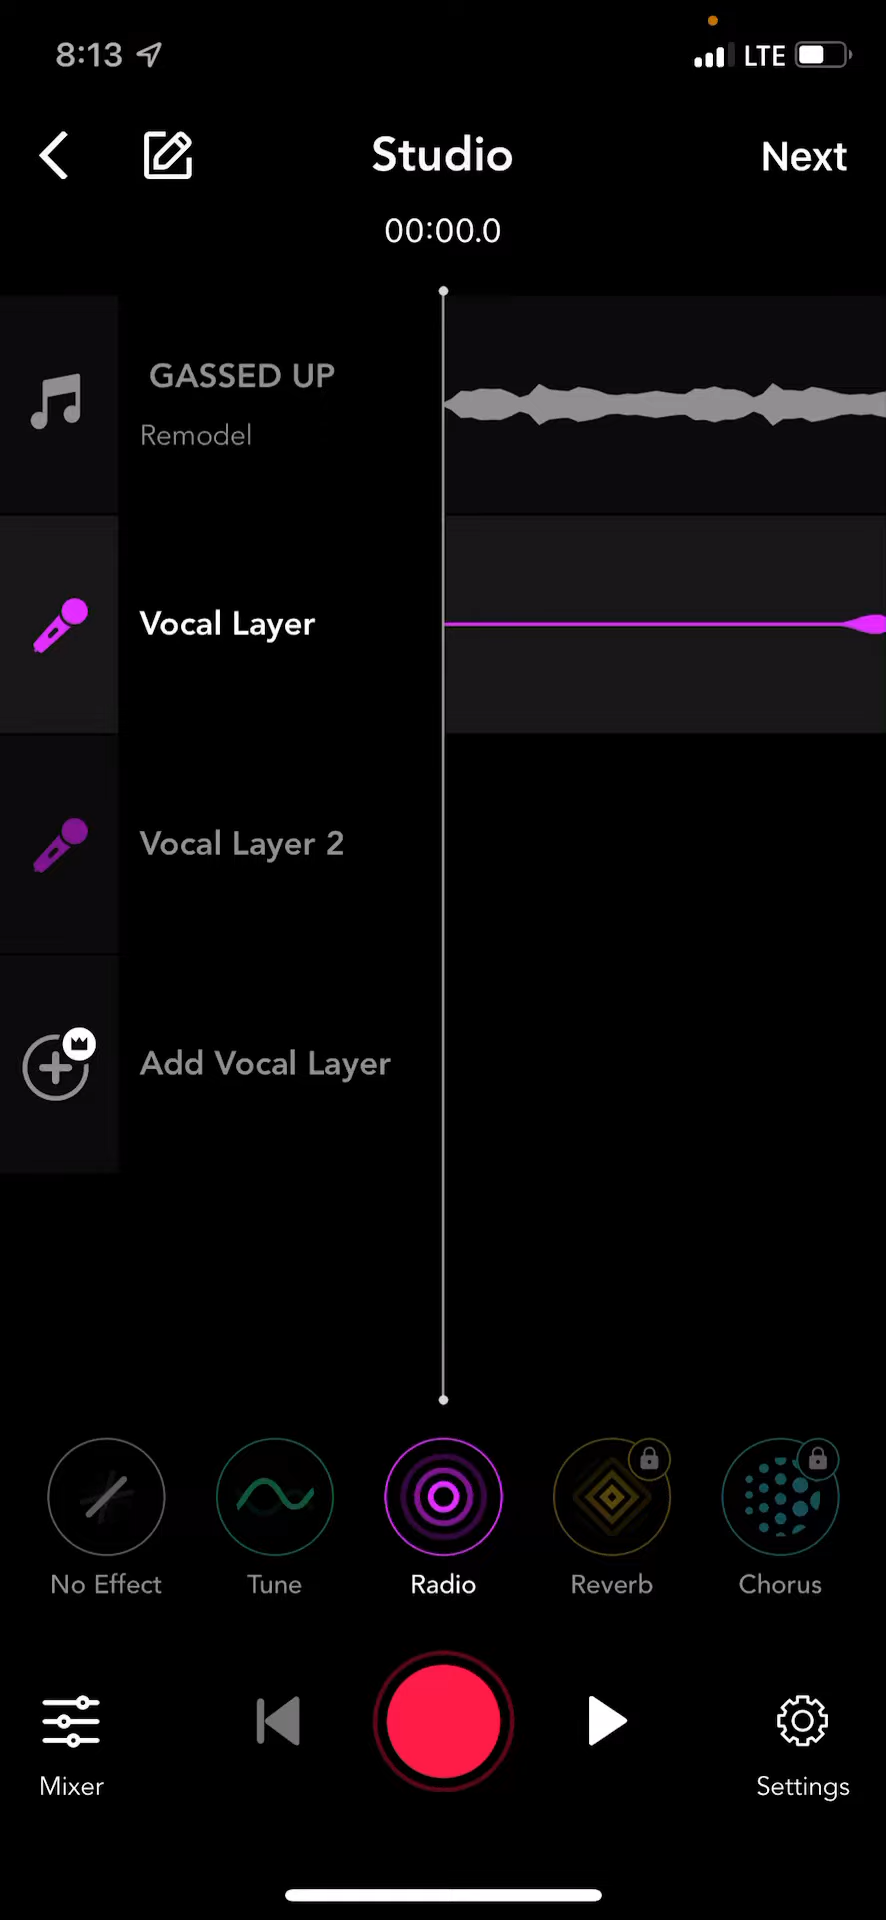 8:13
LTE
Studio
Next
00:00.0
GASSED UP
Remodel
Vocal Layer
Vocal Layer 2
Add Vocal Layer
No Effect
Tune
Radio
Reverb
Chorus
Mixer
Settings